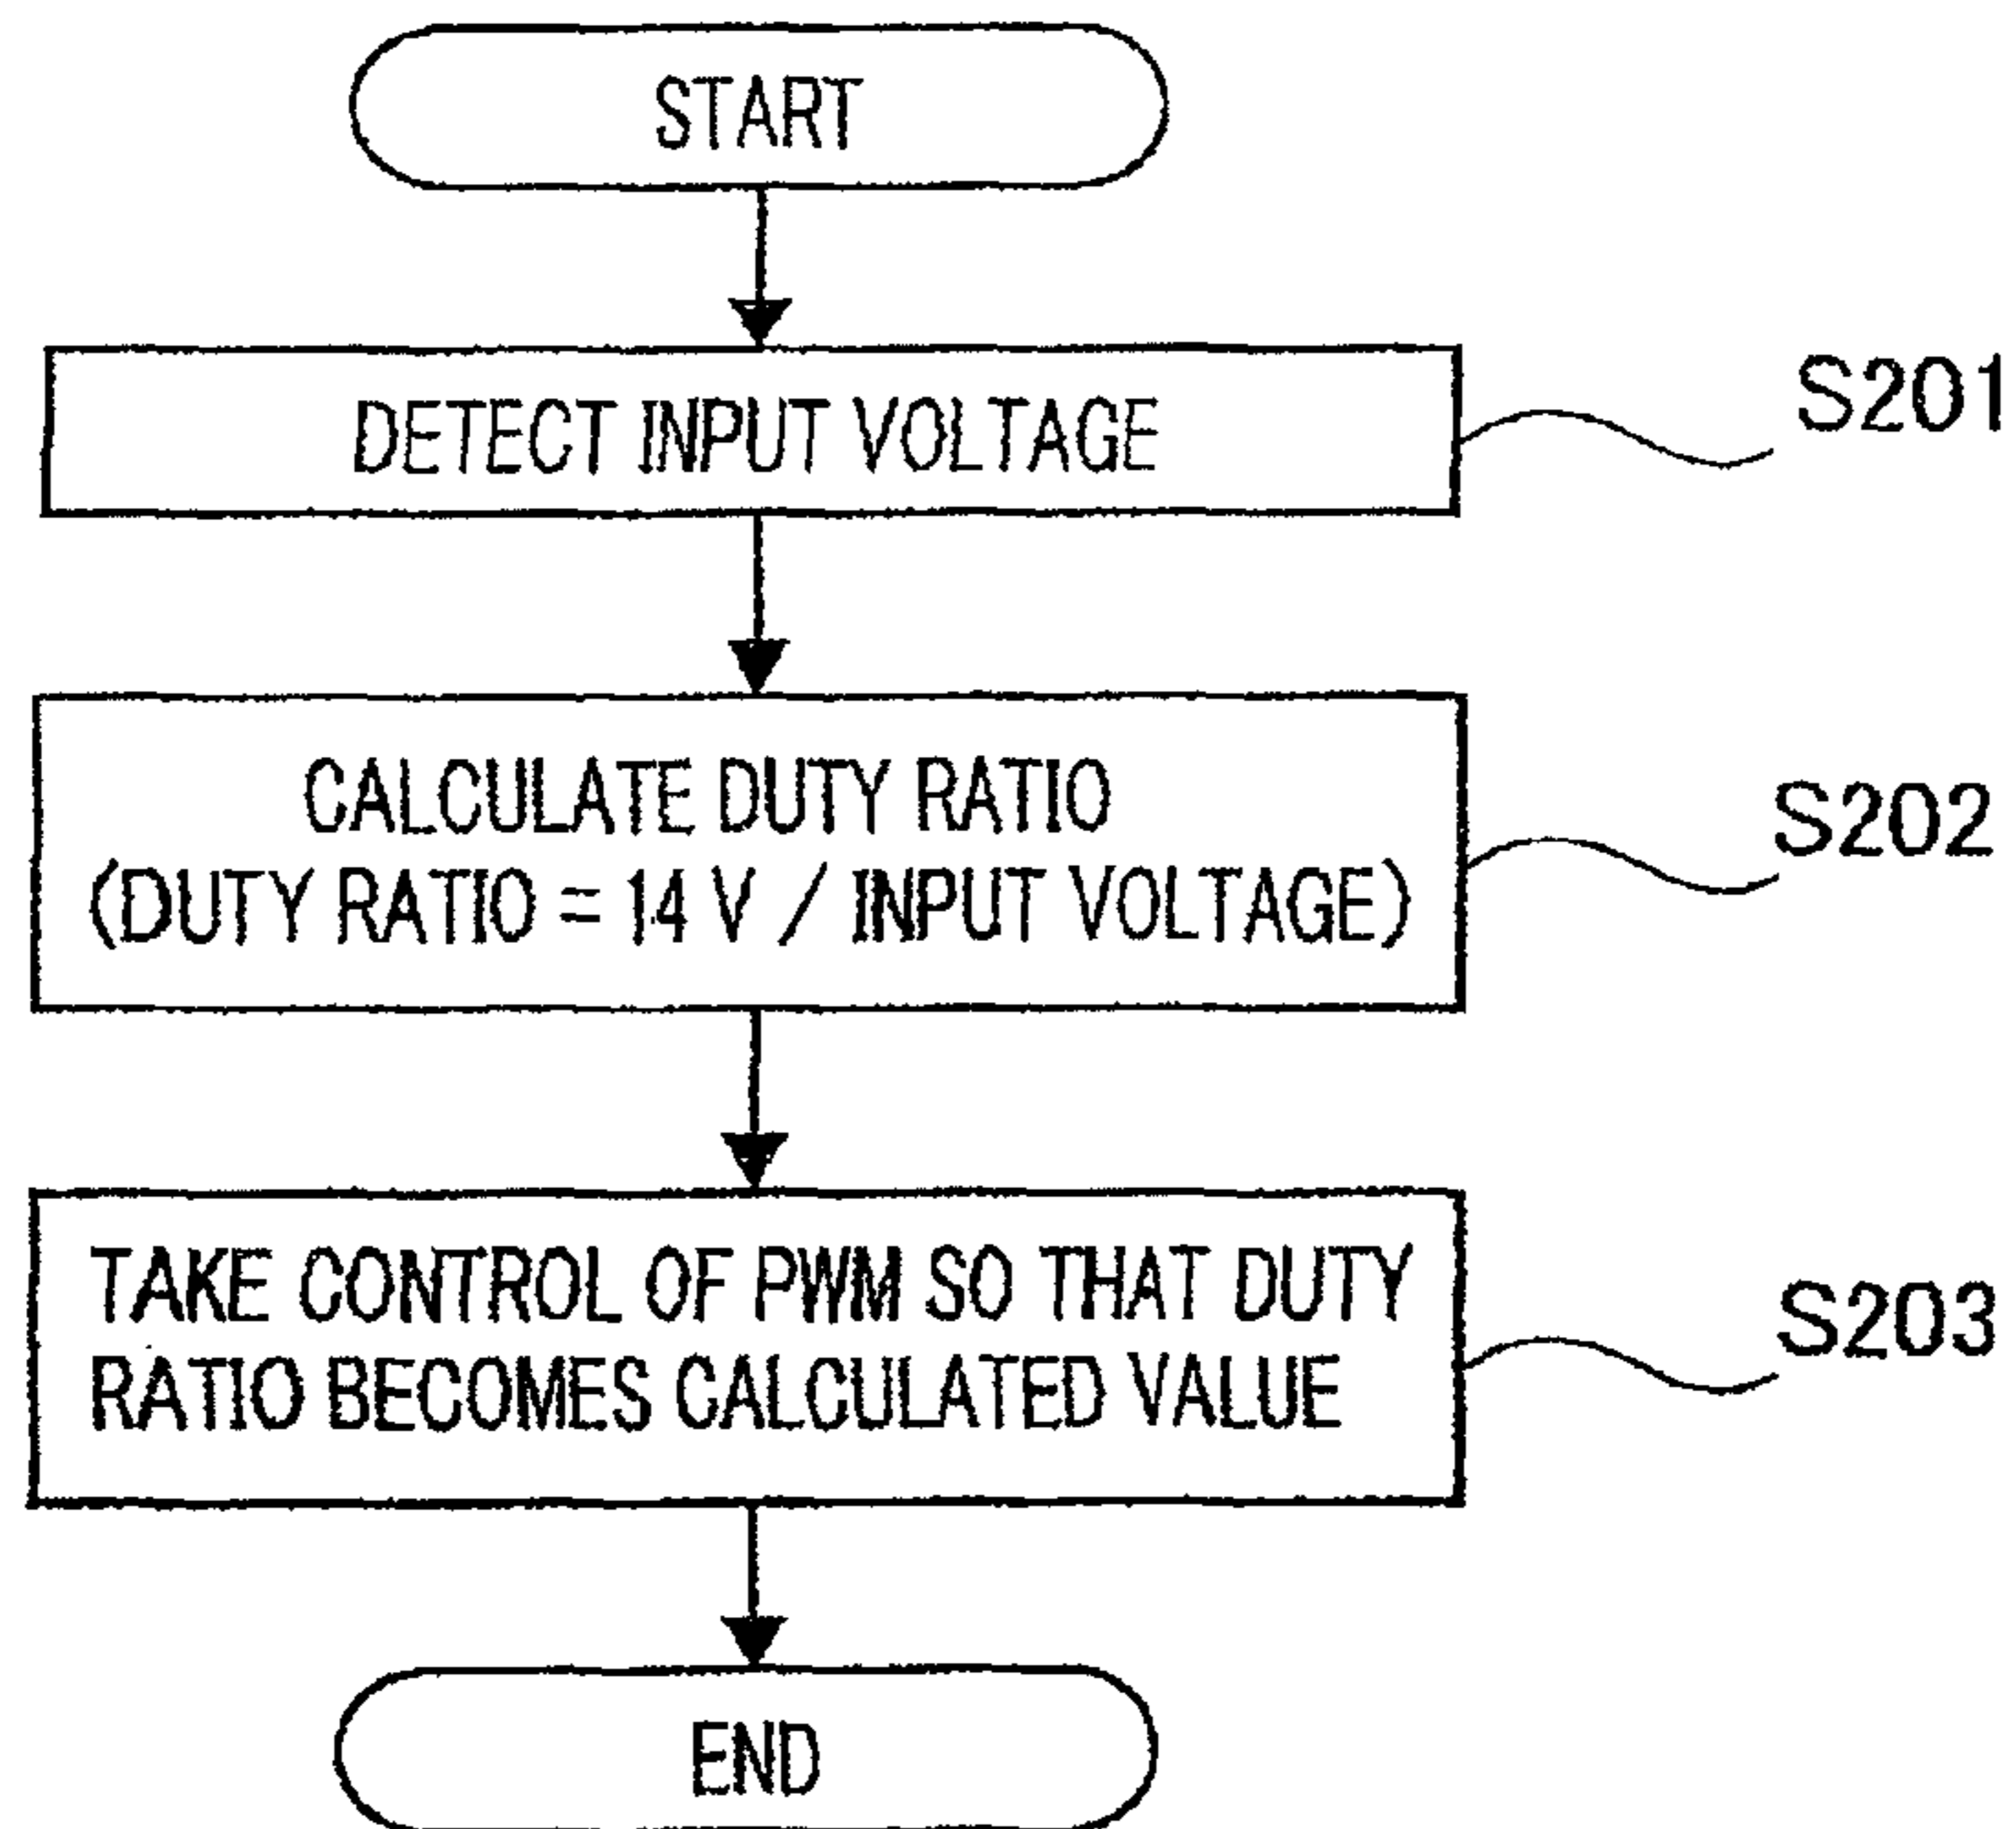 START
DETECT INPUT VOLTAGE
S201
CALCULATE DUTY RATIO
(DUTY RATIO = 14 V / INPUT VOLTAGE)
S202
TAKE CONTROL OF PWM SO THAT DUTY
RATIO BECOMES CALCULATED VALUE
S203
END